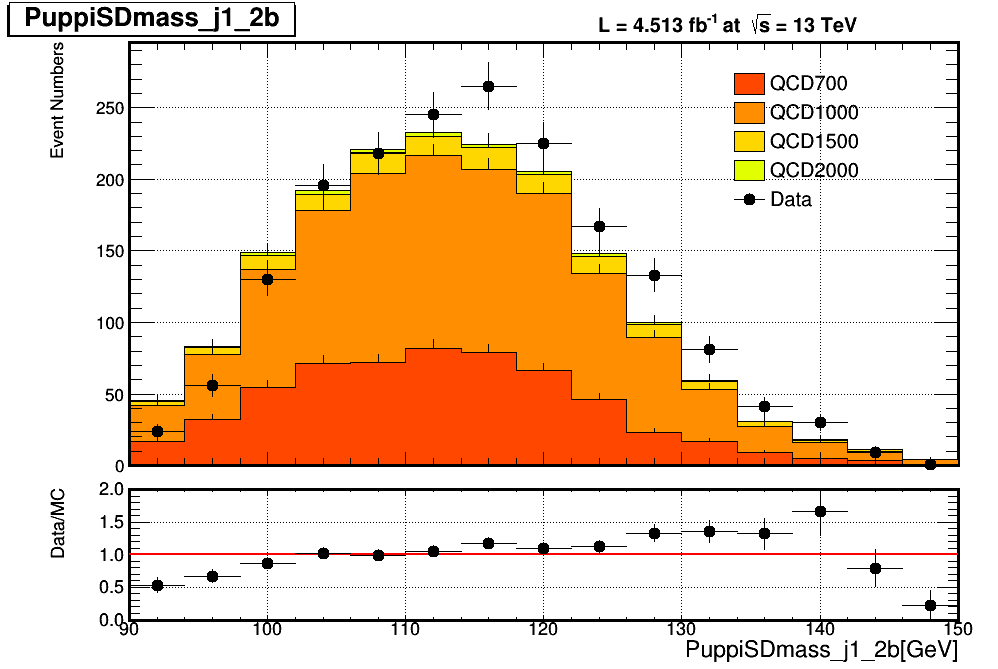 PuppiSDmass_j1_2b
L = 4.513 fb-1 at √s = 13 TeV
Event Numbers
250
200
150
100
50
0
QCD700
QCD1000
QCD1500
QCD2000
Data
Data/MC
2.0
1.5
1.0
0.5
0.0
90 100 110 120 130 140 150
PuppiSDmass_j1_2b[GeV]